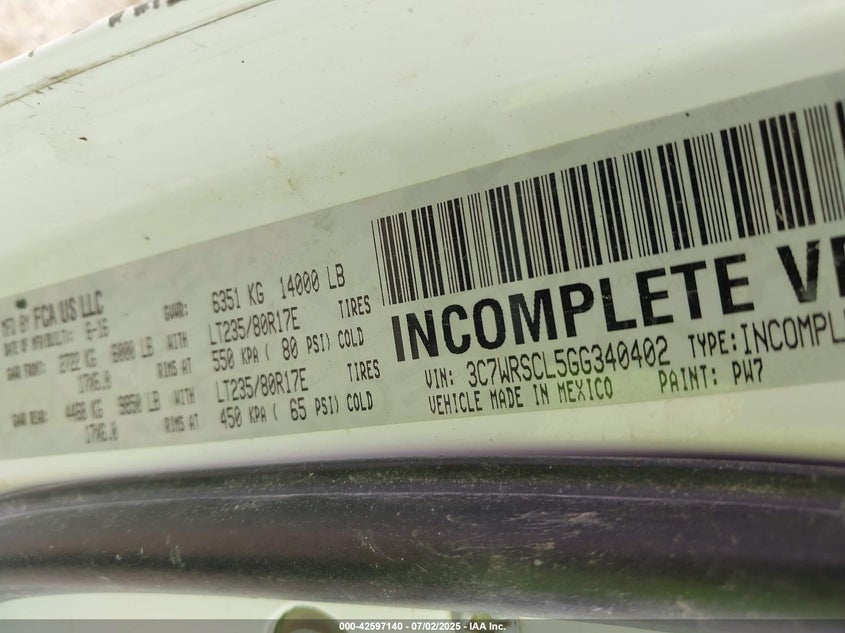 MFD BY FCA US LLC
DATE OF MFR/BUILT: 6-16 GVWR: 6351 KG 14000 LB
GAWR FRONT: 2722 KG 6000 LB WITH LT235/80R17E TIRES
17X6.0 RIMS AT 550 KPA ( 80 PSI) COLD
GAWR REAR: 4468 KG 9850 LB WITH LT235/80R17E TIRES
17X6.0 RIMS AT 450 KPA ( 65 PSI) COLD
INCOMPLETE VE
VIN: 3C7WRSCL5GG340402 TYPE: INCOMPL
VEHICLE MADE IN MEXICO PAINT: PW7
000-42597140 - 07/02/2025 - IAA Inc.